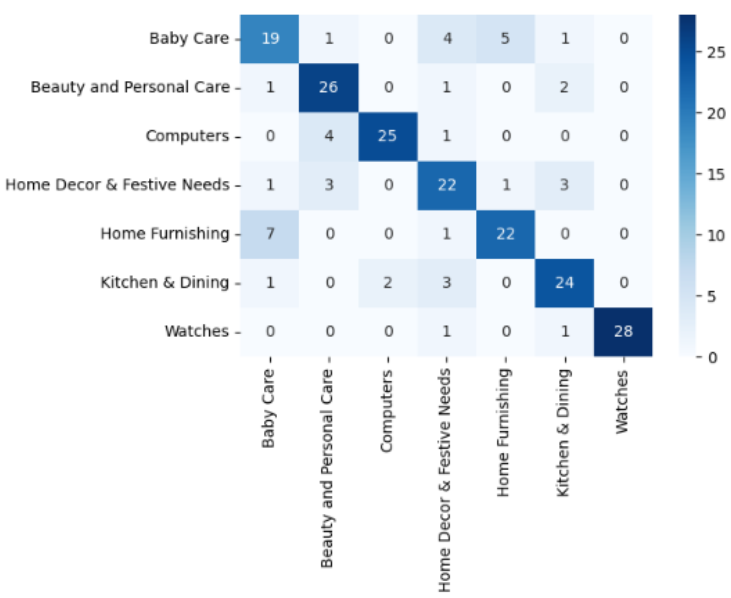 Baby Care 19 1 0 4 5 1 0
Beauty and Personal Care 1 26 0 1 0 2 0
Computers 0 4 25 1 0 0 0
Home Decor & Festive Needs 1 3 0 22 1 3 0
Home Furnishing 7 0 0 1 22 0 0
Kitchen & Dining 1 0 2 3 0 24 0
Watches 0 0 0 1 0 1 28
Baby Care
Beauty and Personal Care
Computers
Home Decor & Festive Needs
Home Furnishing
Kitchen & Dining
Watches
25
20
15
10
5
0